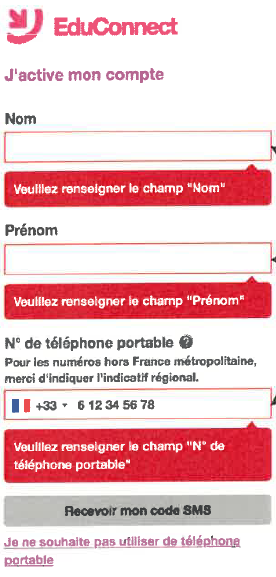 EduConnect
J'active mon compte
Nom
Veuillez renseigner le champ "Nom"
Prénom
Veuillez renseigner le champ "Prénom"
N° de téléphone portable ?
Pour les numéros hors France métropolitaine,
merci d'indiquer l'indicatif régional.
+33 6 12 34 56 78
Veuillez renseigner le champ "N° de
téléphone portable"
Recevoir mon code SMS
Je ne souhaite pas utiliser de téléphone
portable